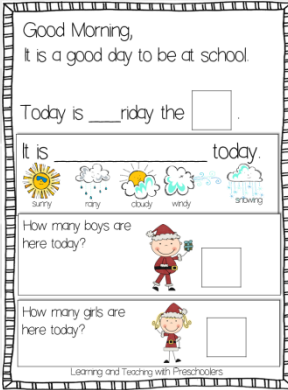 Good Morning,
It is a good day to be at school.
Today is ____riday the .
It is ______________ today.
sunny rainy cloudy windy snowing
How many boys are
here today?
How many girls are
here today?
Learning and Teaching with Preschoolers